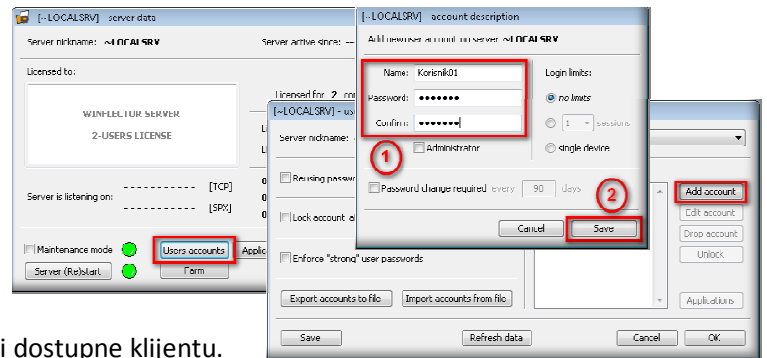 [~LOCALSRV] - server data
Server nickname: ~LOCALSRV
Server active since: --
Licensed to:
WINFLECTOR SERVER
2-USERS LICENSE
Licensed for 2
Server is listening on:
- - - - - - - - - - - [TCP]
- - - - - - - - - - - [SPX]
Maintenance mode
Users accounts
Server (Re)start
Farm
[~LOCALSRV] - account description
Add new user account on server ~LOCALSRV
Name: Korisnik01
Password: •••••••
Confirm: •••••••
Administrator
Login limits:
no limits
1 sessions
single device
1
Password change required every 90 days
2
Cancel
Save
Server nickname:
Reusing
Lock account
Enforce "strong" user passwords
Export accounts to file
Import accounts from file
Add account
Edit account
Drop account
Unlock
Applications
Save
Refresh data
Cancel
OK
i dostupne klijentu.